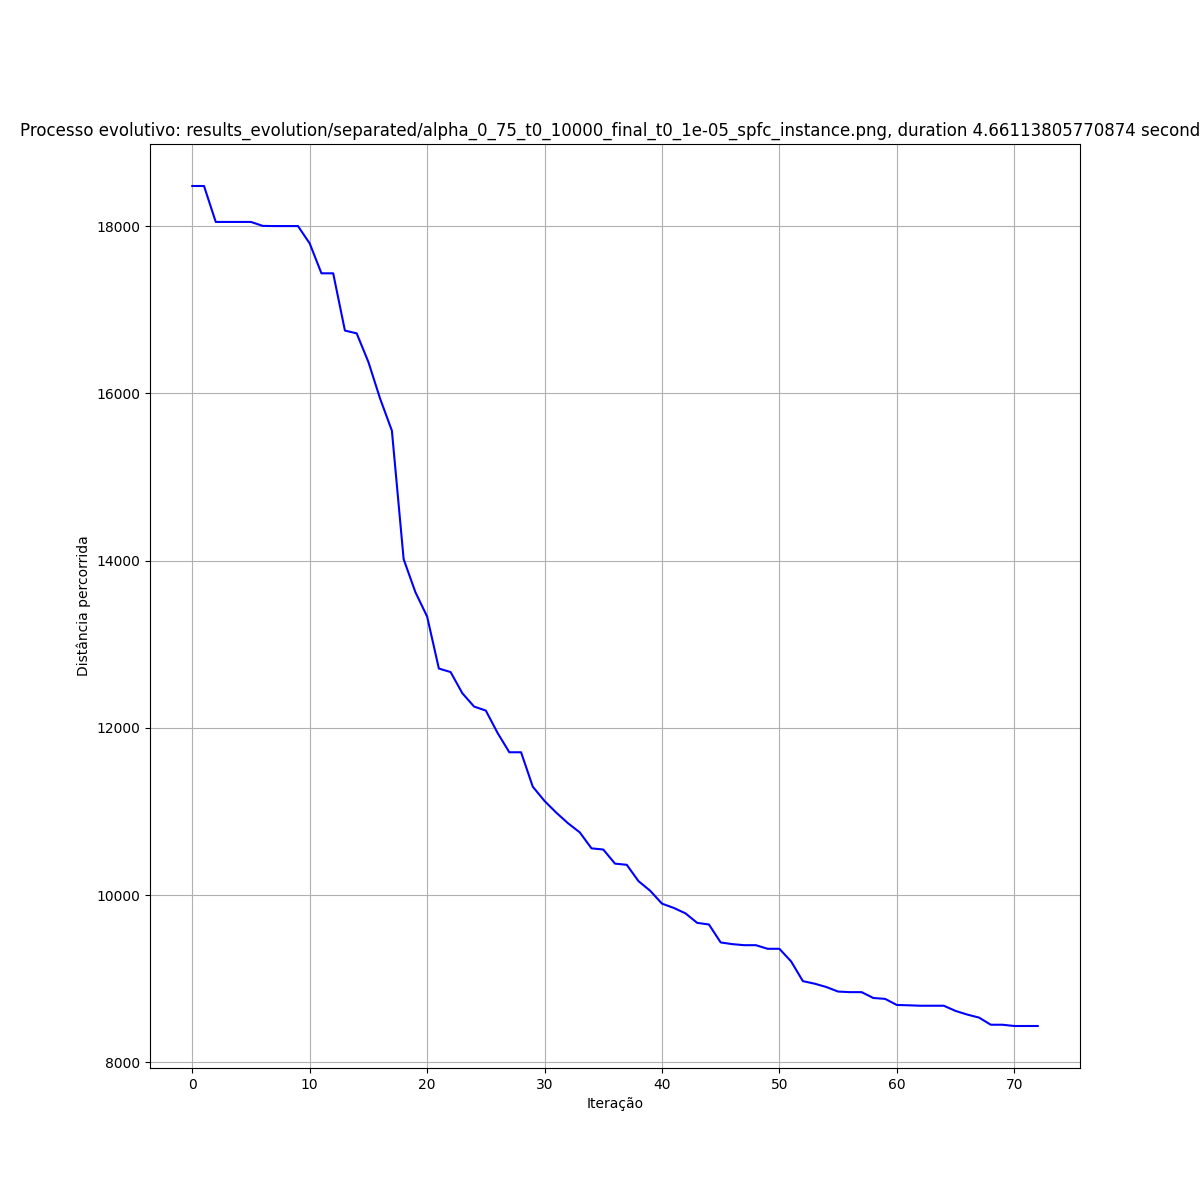 Processo evolutivo: results_evolution/separated/alpha_0_75_t0_10000_final_t0_1e-05_spfc_instance.png, duration 4.66113805770874 second
18000
16000
14000
12000
10000
8000
Distância percorrida
0 10 20 30 40 50 60 70
Iteração